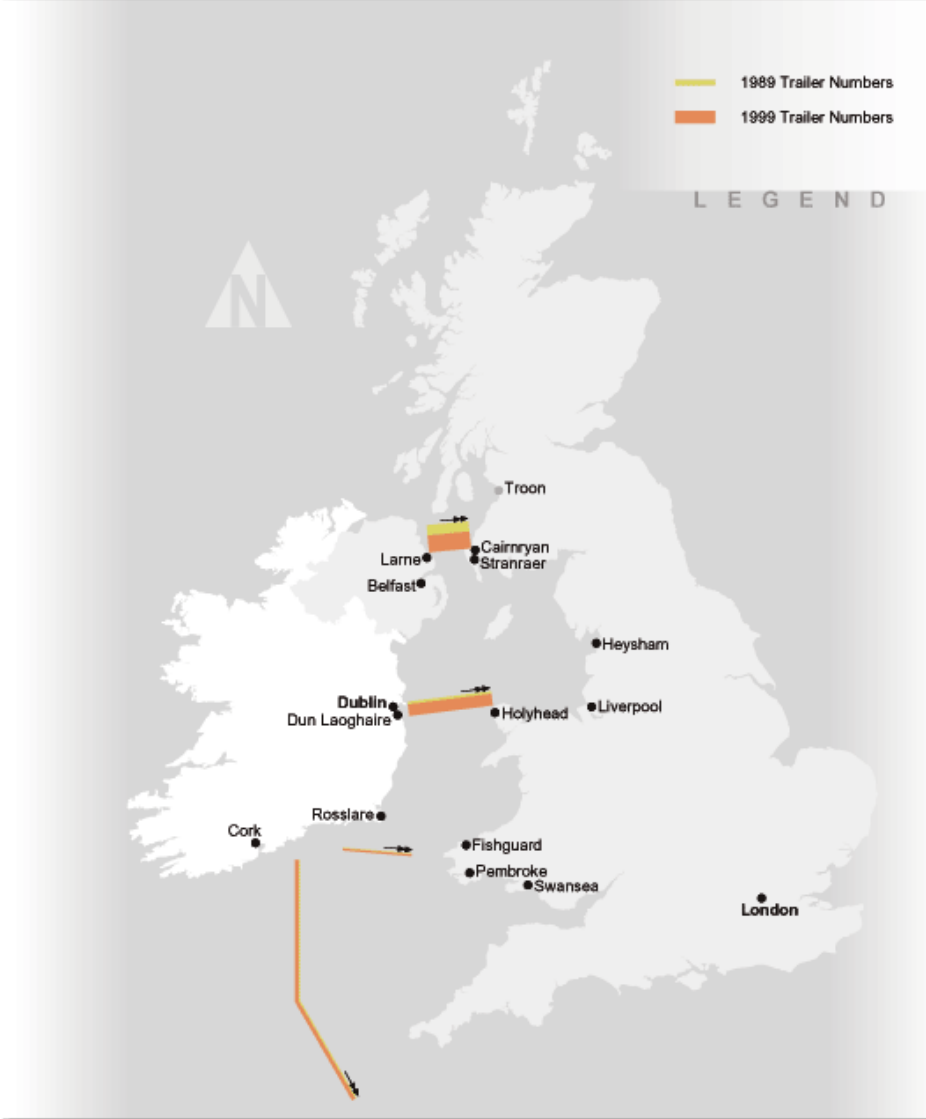 1989 Trailer Numbers
1999 Trailer Numbers
LEGEND
N
Troon
Cairnryan
Larne
Stranraer
Belfast
Heysham
Dublin
Liverpool
Dun Laoghaire
Holyhead
Rosslare
Cork
Fishguard
Pembroke
Swansea
London